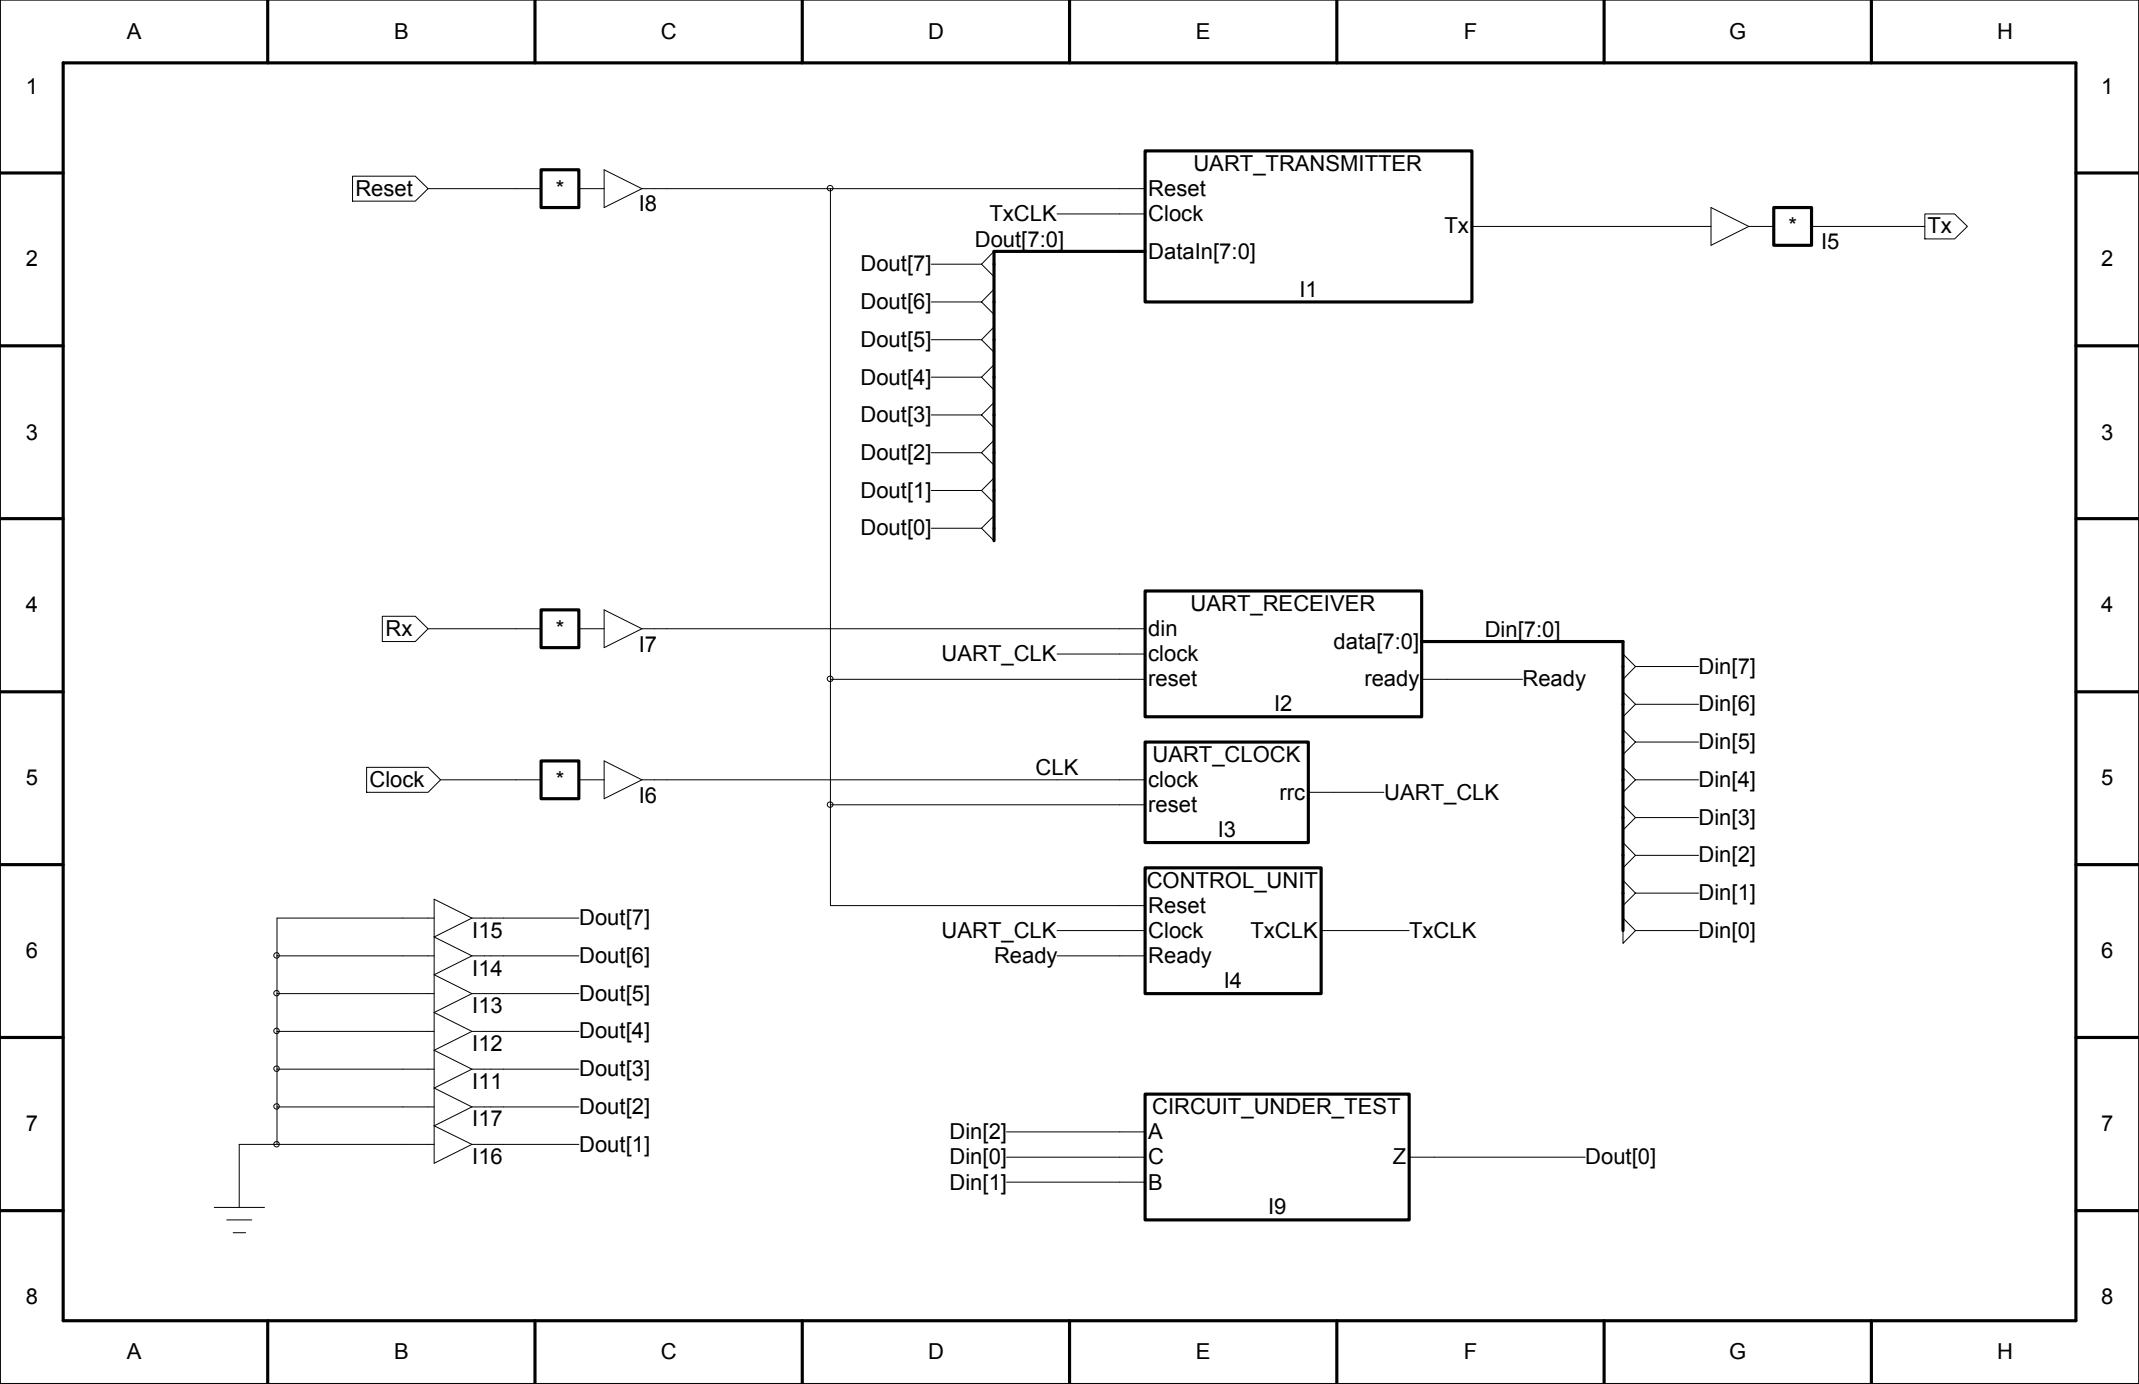 A B C D E F G H
1 1
UART_TRANSMITTER
Reset * I8 Reset
TxCLK Clock
Tx * I5 Tx
Dout[7:0] DataIn[7:0]
2 2
Dout[7]
I1
Dout[6]
Dout[5]
Dout[4]
Dout[3]
3 3
Dout[2]
Dout[1]
Dout[0]
4 4
UART_RECEIVER
Rx * I7 din
data[7:0] Din[7:0]
UART_CLK clock
reset ready Ready
I2
Din[7]
Din[6]
Din[5]
Din[4]
Din[3]
Din[2]
Din[1]
Din[0]
UART_CLOCK
CLK
5 Clock * I6 clock 5
rrc UART_CLK
reset
I3
CONTROL_UNIT
Reset
UART_CLK Clock TxCLK TxCLK
Ready Ready
I4
6 6
I15 Dout[7]
I14 Dout[6]
I13 Dout[5]
I12 Dout[4]
I11 Dout[3]
I17 Dout[2]
I16 Dout[1]
7 7
CIRCUIT_UNDER_TEST
Din[2] A
Din[0] C Z Dout[0]
Din[1] B
I9
8 8
A B C D E F G H